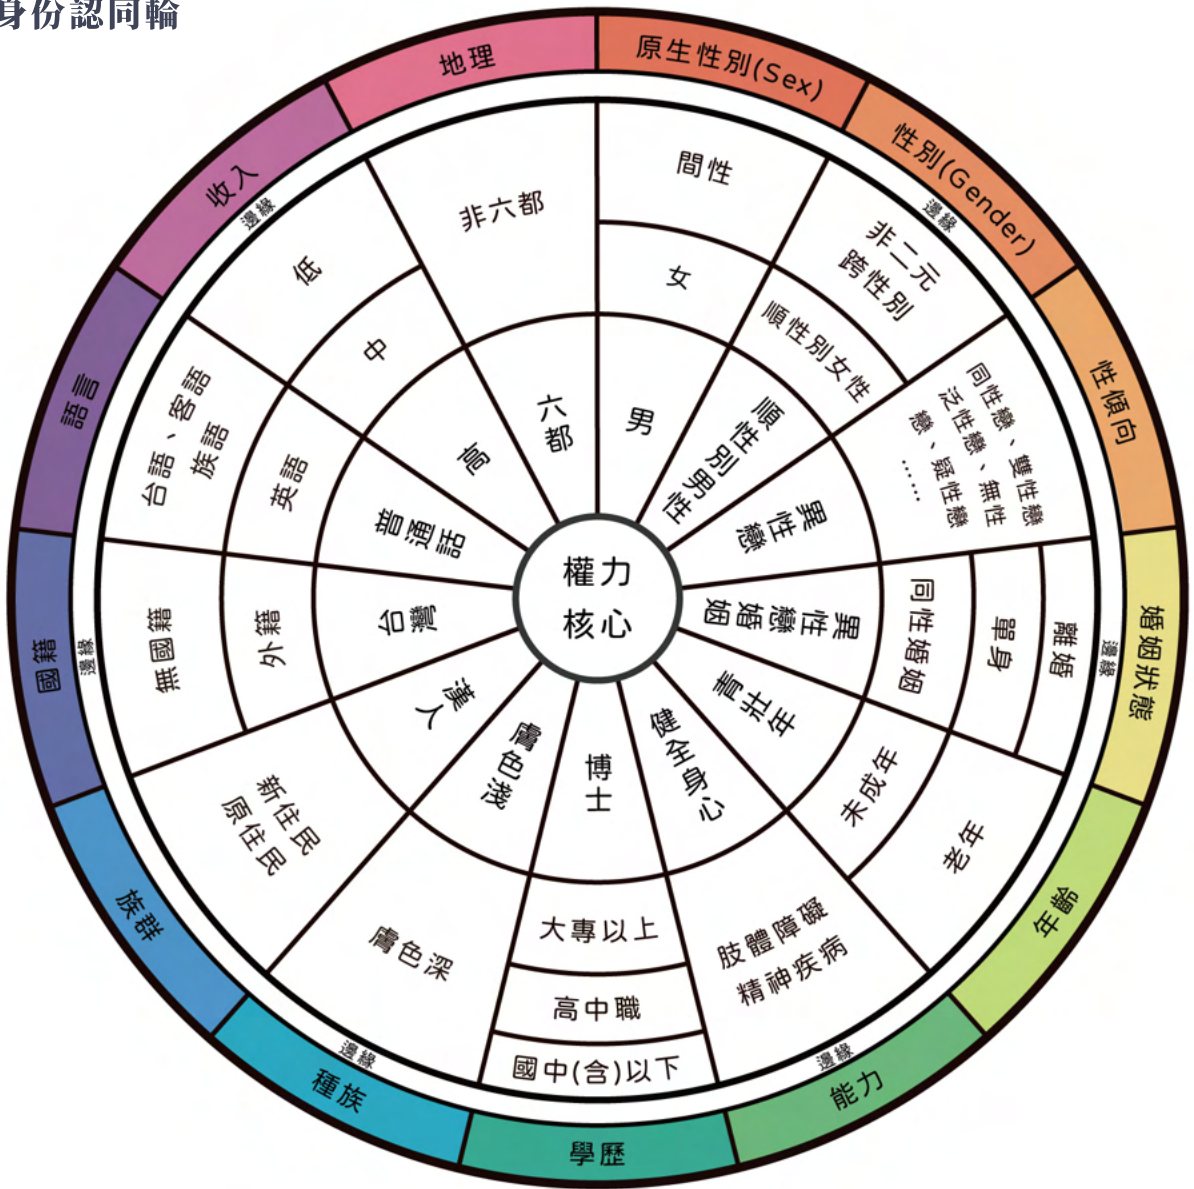 身份認同輪
原生性別(Sex)
間性
女
男
性別(Gender)
邊緣
非二元
跨性別
順性別女性
順性別男性
性傾向
同性戀、雙性戀
泛性戀、無性
戀、疑性戀
……
異性
戀
婚姻狀態
邊緣
離婚
單身
同性婚姻
異性
戀婚
姻
年齡
老年
未成年
青壯年
能力
邊緣
肢體障礙
精神疾病
健全身心
學歷
國中(含)以下
高中職
大專以上
博士
種族
邊緣
膚色深
膚色淺
族群
新住民
原住民
漢人
國籍
邊緣
無國籍
外籍
台灣
語言
台語、客語
族語
英語
普通話
收入
邊緣
低
中
高
地理
非六都
六都
權力
核心